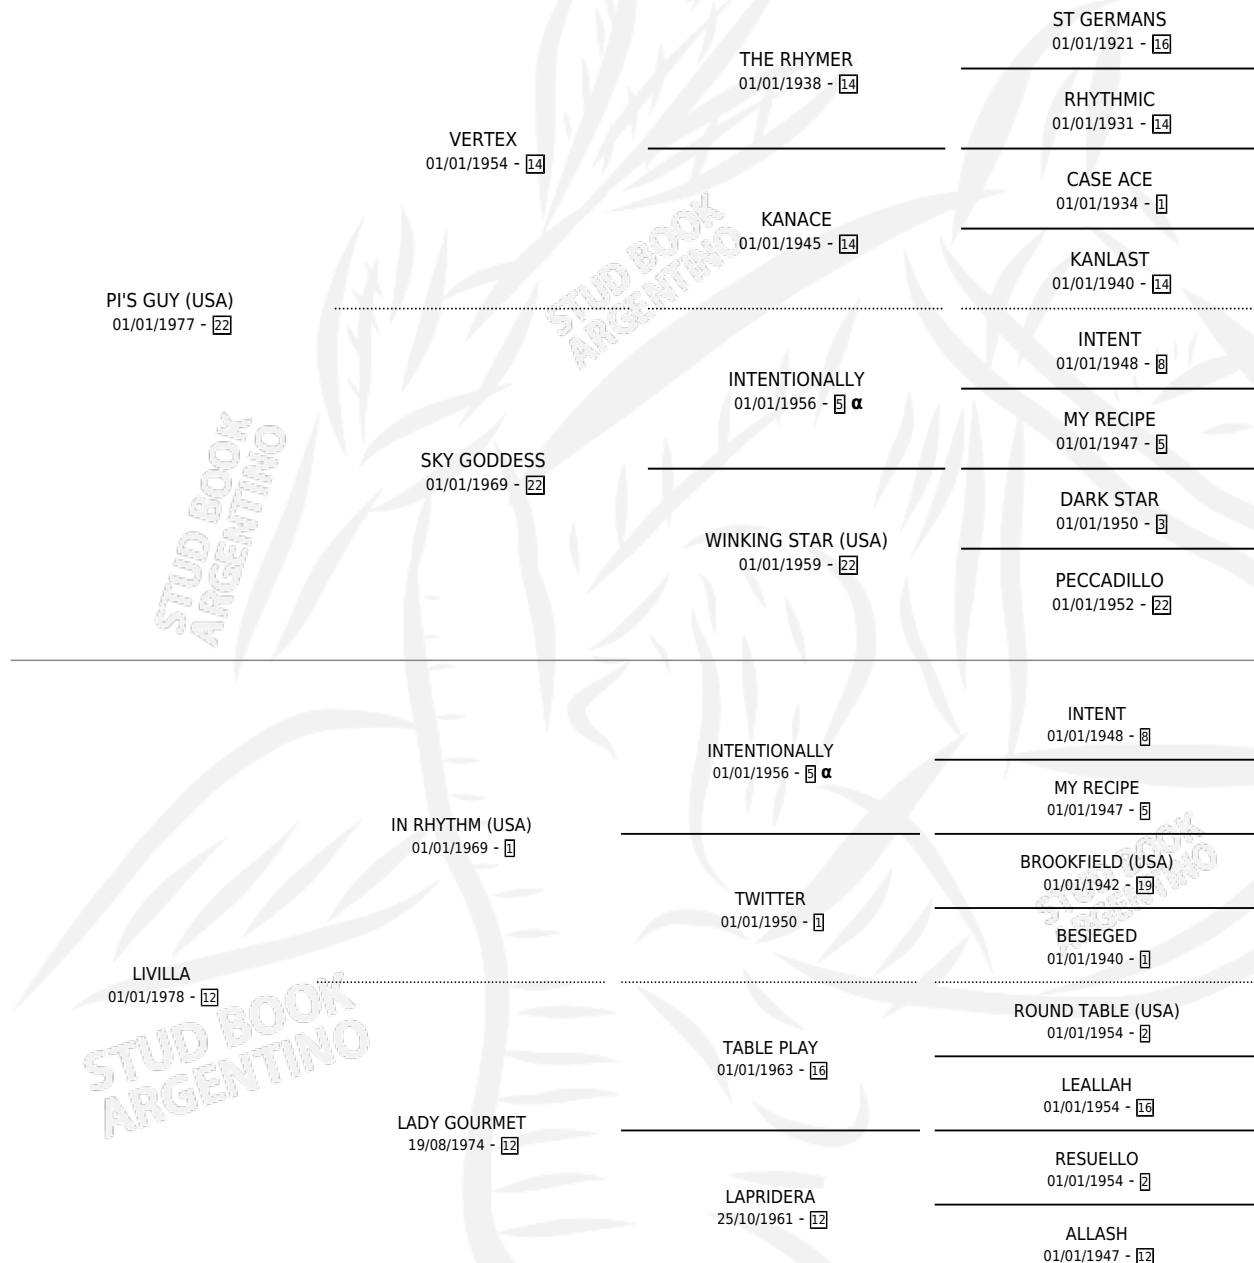 ST GERMANS
01/01/1921 - 16
THE RHYMER
01/01/1938 - 14
RHYTHMIC
01/01/1931 - 14
VERTEX
01/01/1954 - 14
CASE ACE
01/01/1934 - 1
KANACE
01/01/1945 - 14
KANLAST
01/01/1940 - 14
PI'S GUY (USA)
01/01/1977 - 22
INTENT
01/01/1948 - 8
INTENTIONALLY
01/01/1956 - 5 α
MY RECIPE
01/01/1947 - 5
SKY GODDESS
01/01/1969 - 22
DARK STAR
01/01/1950 - 3
WINKING STAR (USA)
01/01/1959 - 22
PECCADILLO
01/01/1952 - 22
INTENT
01/01/1948 - 8
INTENTIONALLY
01/01/1956 - 5 α
MY RECIPE
01/01/1947 - 5
IN RHYTHM (USA)
01/01/1969 - 1
BROOKFIELD (USA)
01/01/1942 - 19
TWITTER
01/01/1950 - 1
BESIEGED
01/01/1940 - 1
LIVILLA
01/01/1978 - 12
ROUND TABLE (USA)
01/01/1954 - 2
TABLE PLAY
01/01/1963 - 16
LEALLAH
01/01/1954 - 16
LADY GOURMET
19/08/1974 - 12
RESUELLO
01/01/1954 - 2
LAPRIDERA
25/10/1961 - 12
ALLASH
01/01/1947 - 12
STUD BOOK
ARGENTINO
STUD BOOK
ARGENTINO
STUD BOOK
ARGENTINO
STUD BOOK
ARGENTINO